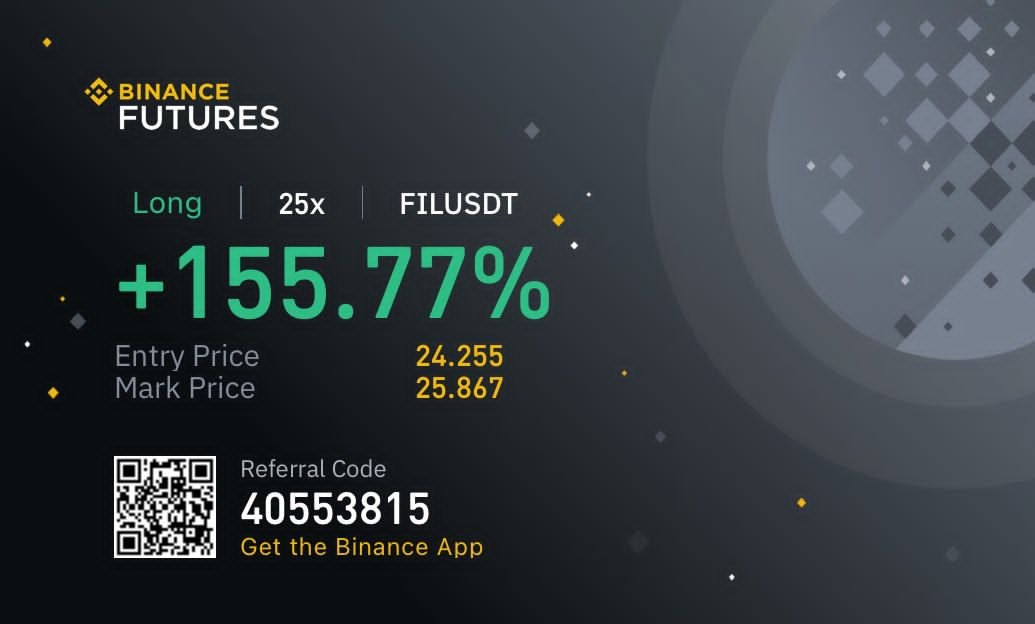 BINANCE
FUTURES
Long | 25x | FILUSDT
+155.77%
Entry Price 24.255
Mark Price 25.867
Referral Code
40553815
Get the Binance App